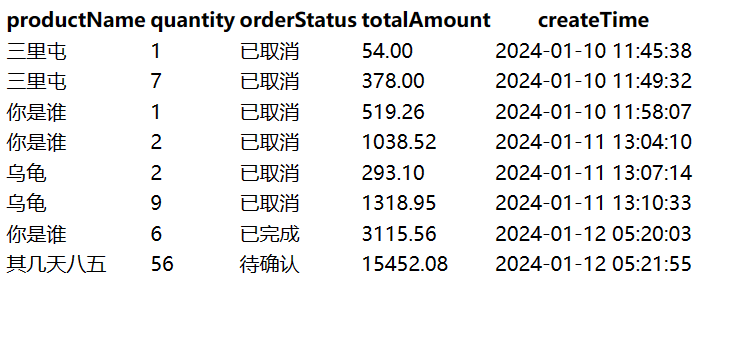 productName quantity orderStatus totalAmount createTime
三里屯 1 已取消 54.00 2024-01-10 11:45:38
三里屯 7 已取消 378.00 2024-01-10 11:49:32
你是谁 1 已取消 519.26 2024-01-10 11:58:07
你是谁 2 已取消 1038.52 2024-01-11 13:04:10
乌龟 2 已取消 293.10 2024-01-11 13:07:14
乌龟 9 已取消 1318.95 2024-01-11 13:10:33
你是谁 6 已完成 3115.56 2024-01-12 05:20:03
其几天八五 56 待确认 15452.08 2024-01-12 05:21:55